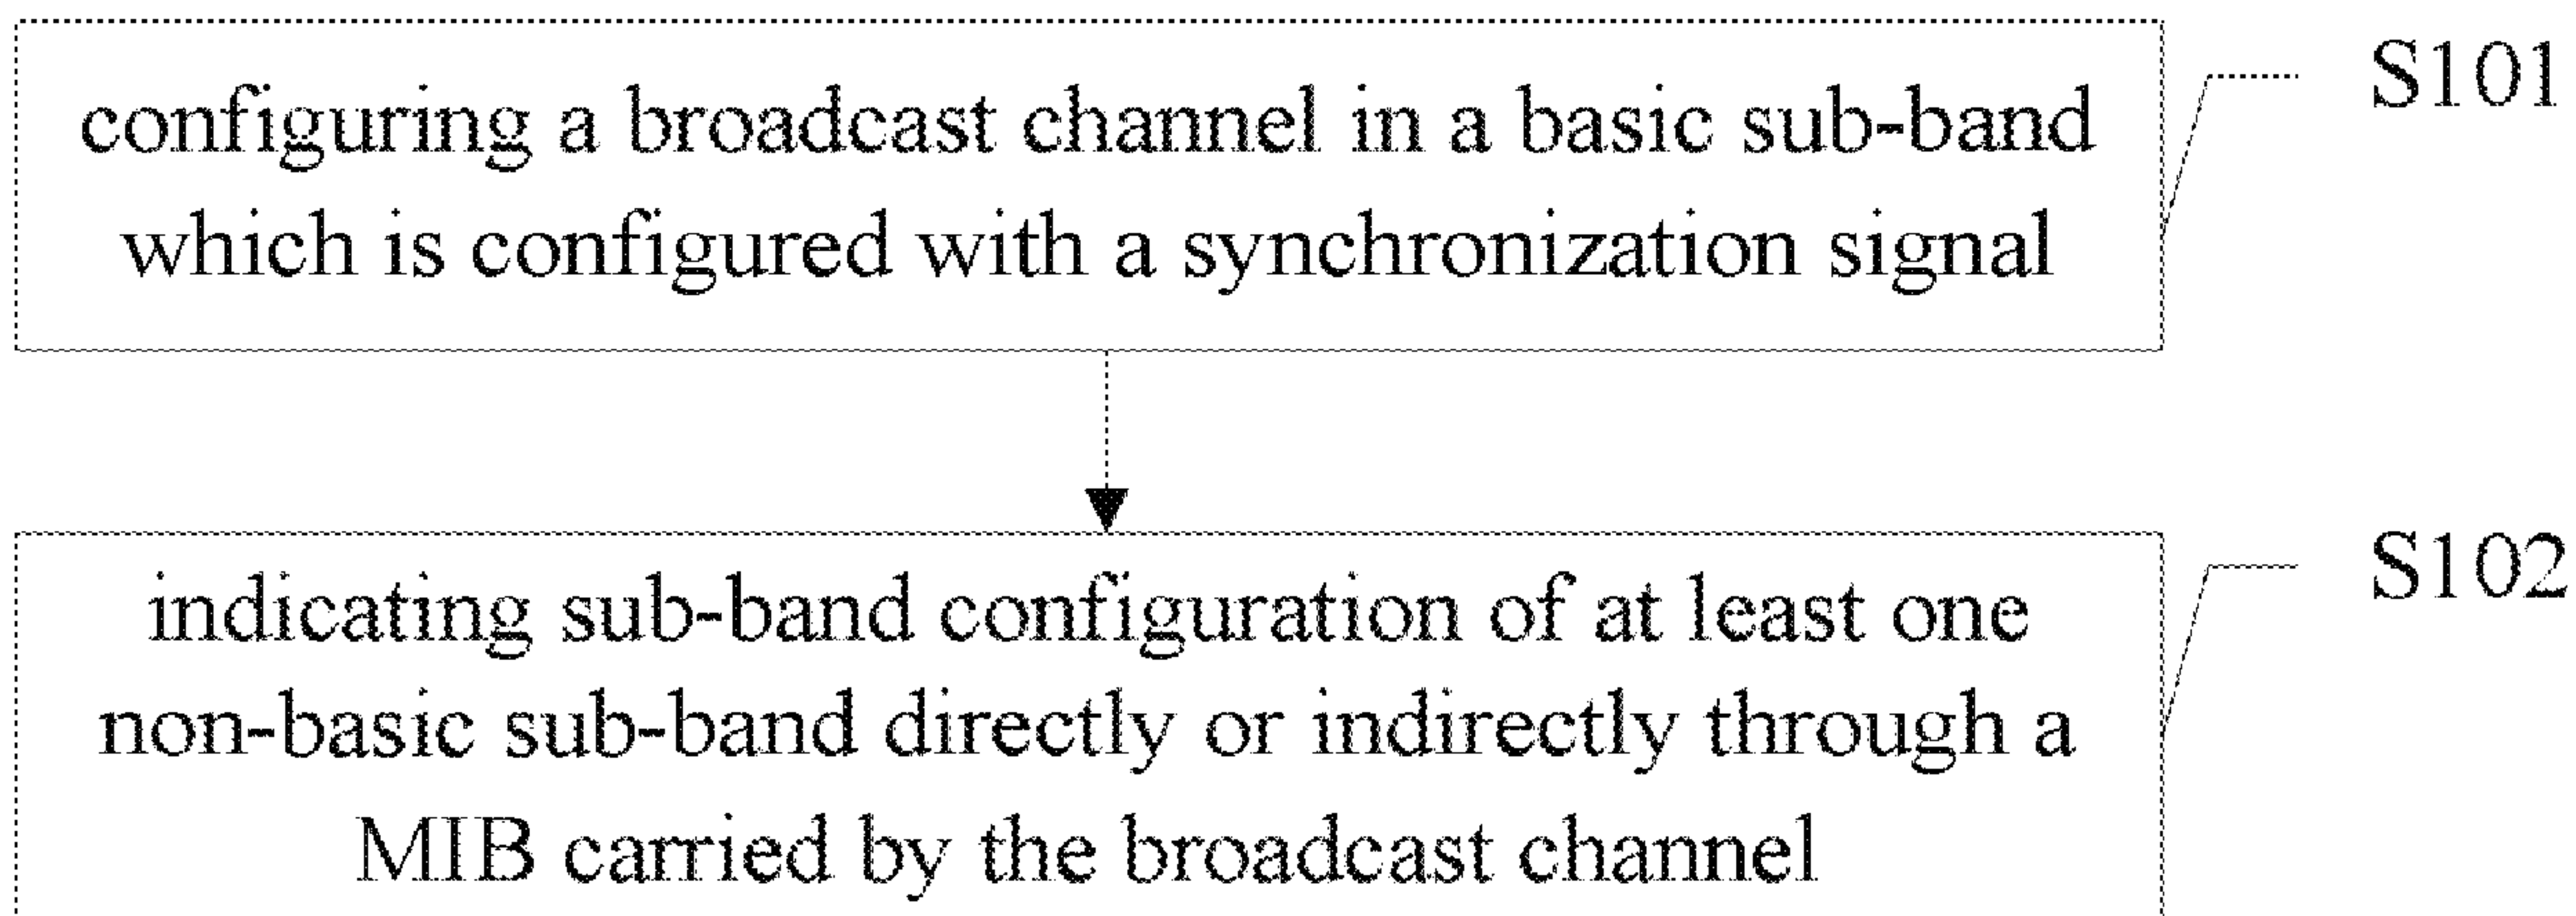 configuring a broadcast channel in a basic sub-band
which is configured with a synchronization signal
S101
indicating sub-band configuration of at least one
non-basic sub-band directly or indirectly through a
MIB carried by the broadcast channel
S102